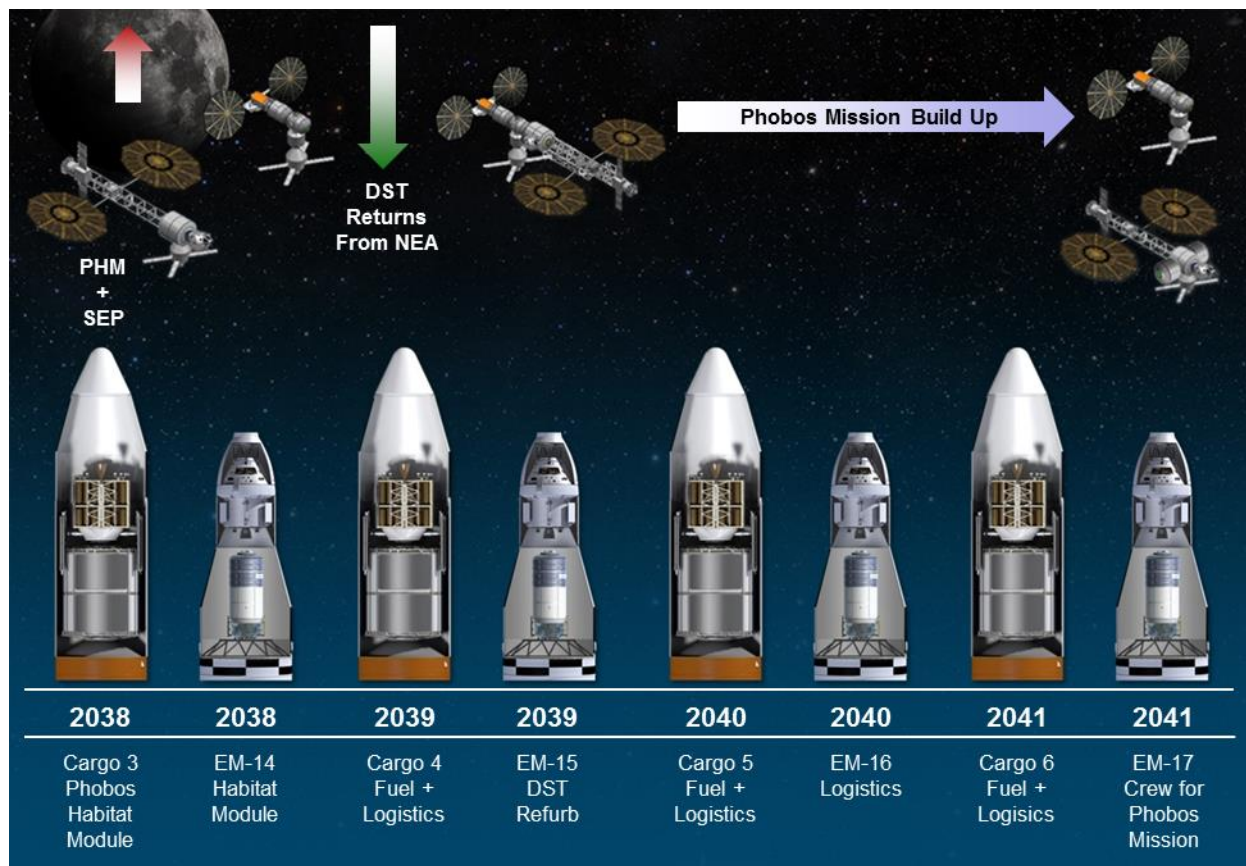 DST
Returns
From NEA
Phobos Mission Build Up
PHM
+
SEP
2038
2038
2039
2039
2040
2040
2041
2041
Cargo 3
Phobos
Habitat
Module
EM-14
Habitat
Module
Cargo 4
Fuel +
Logistics
EM-15
DST
Refurb
Cargo 5
Fuel +
Logistics
EM-16
Logistics
Cargo 6
Fuel +
Logisics
EM-17
Crew for
Phobos
Mission